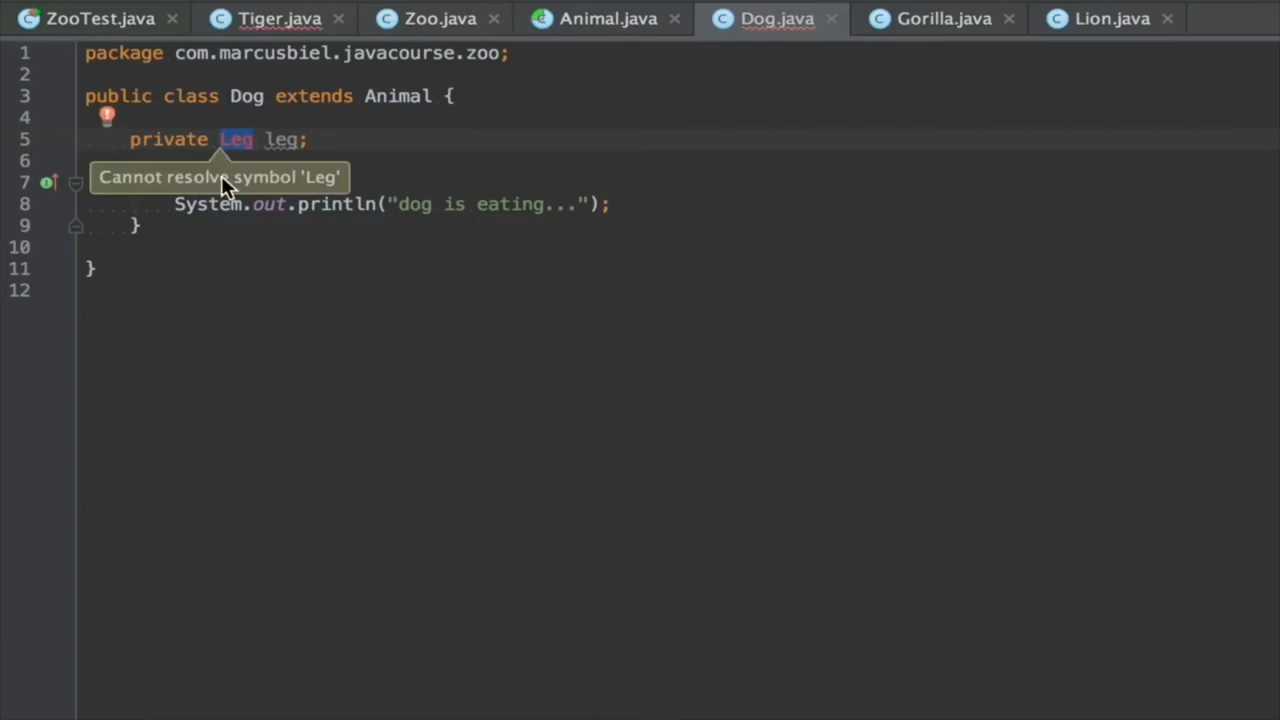 ZooTest.java Tiger.java Zoo.java Animal.java Dog.java Gorilla.java Lion.java
1 package com.marcusbiel.javacourse.zoo;
2
3 public class Dog extends Animal {
4
5 private Leg leg;
6
7 Cannot resolve symbol 'Leg'
8 System.out.println("dog is eating...");
9 }
10
11 }
12